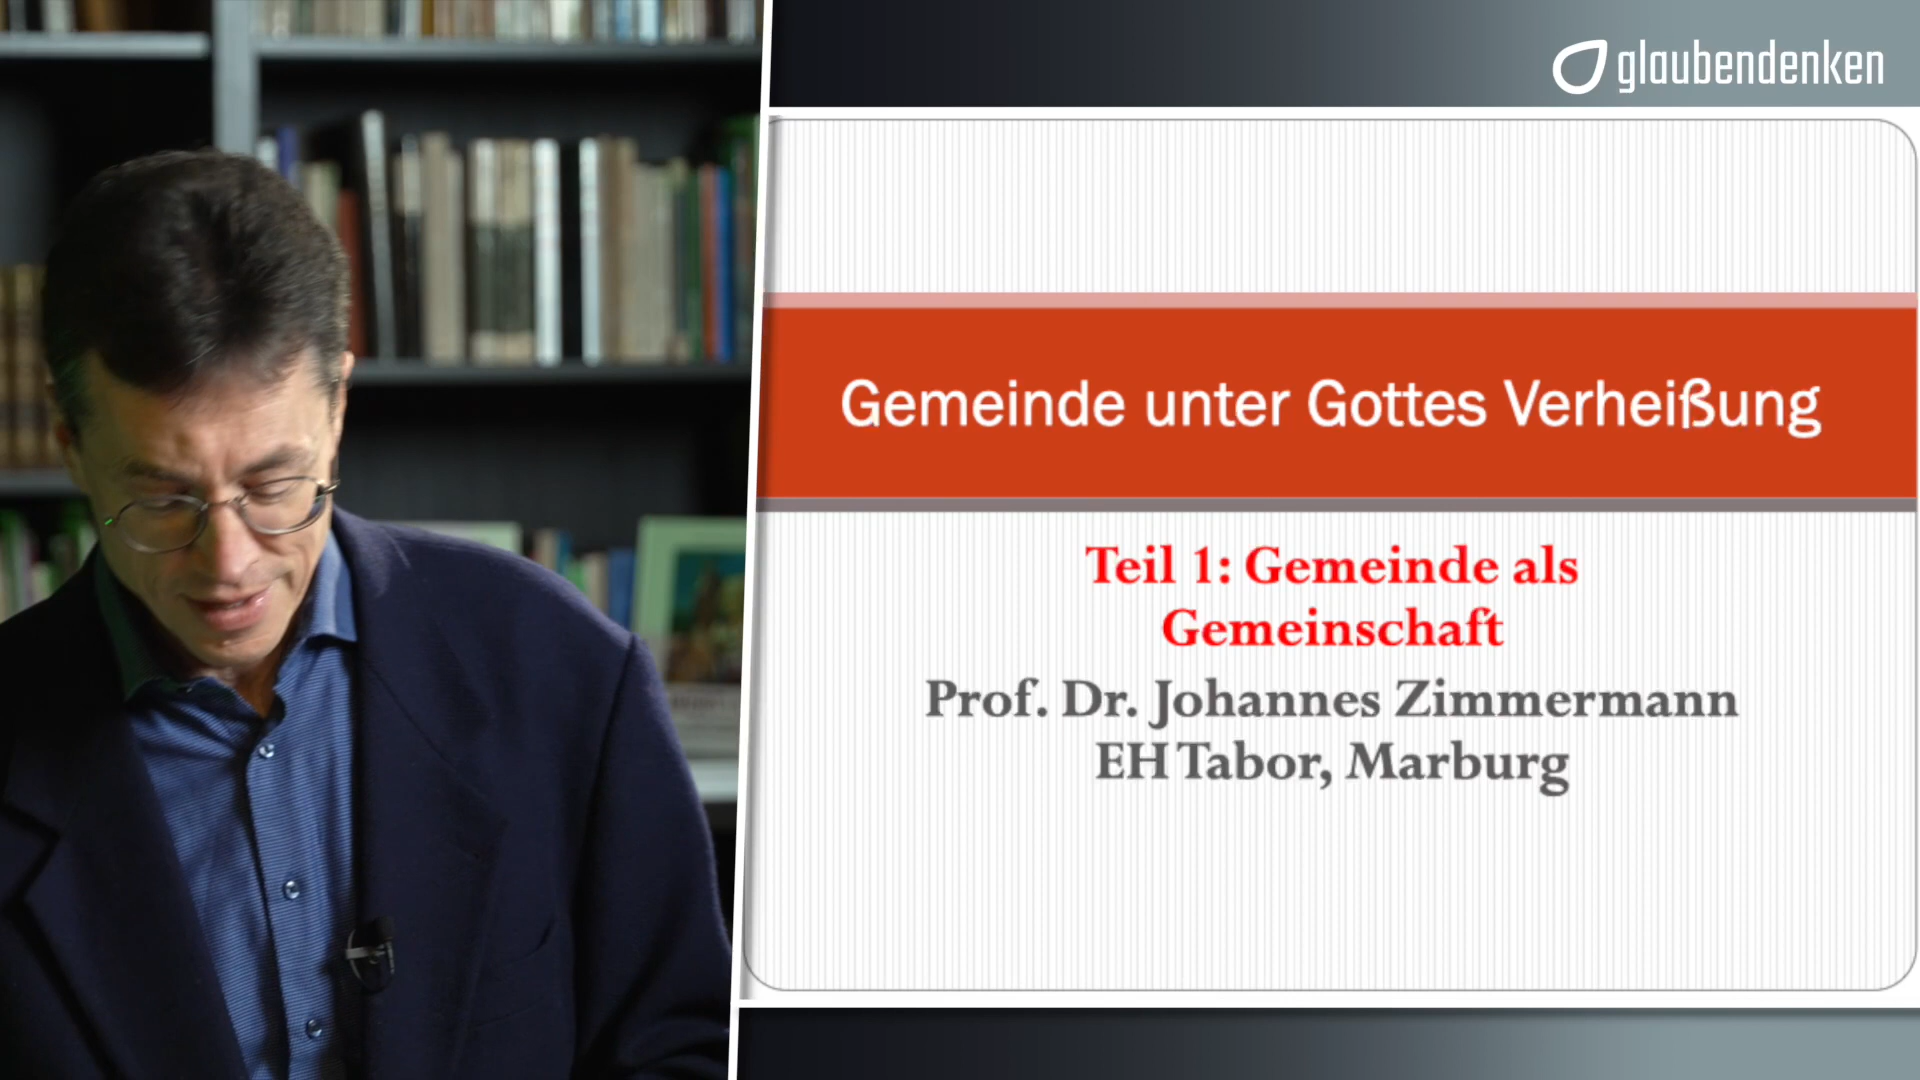 glaubendenken
Gemeinde unter Gottes Verheißung
Teil 1: Gemeinde als
Gemeinschaft
Prof. Dr. Johannes Zimmermann
EH Tabor, Marburg